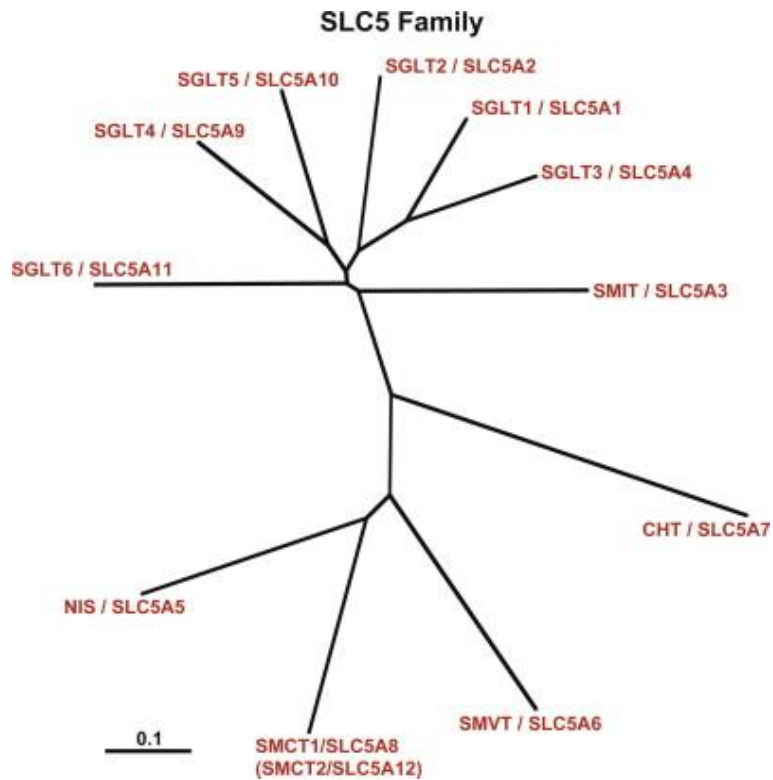 SLC5 Family
SGLT2 / SLC5A2
SGLT5 / SLC5A10
SGLT1 / SLC5A1
SGLT4 / SLC5A9
SGLT3 / SLC5A4
SGLT6 / SLC5A11
SMIT / SLC5A3
CHT / SLC5A7
NIS / SLC5A5
SMVT / SLC5A6
0.1
SMCT1/SLC5A8
(SMCT2/SLC5A12)